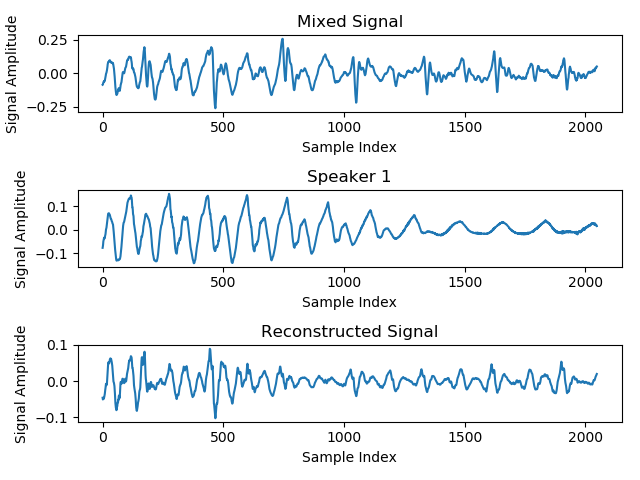 Mixed Signal
Signal Amplitude
0.25
0.00
−0.25
0 500 1000 1500 2000
Sample Index
Speaker 1
Signal Amplitude
0.1
0.0
−0.1
0 500 1000 1500 2000
Sample Index
Reconstructed Signal
Signal Amplitude
0.1
0.0
−0.1
0 500 1000 1500 2000
Sample Index